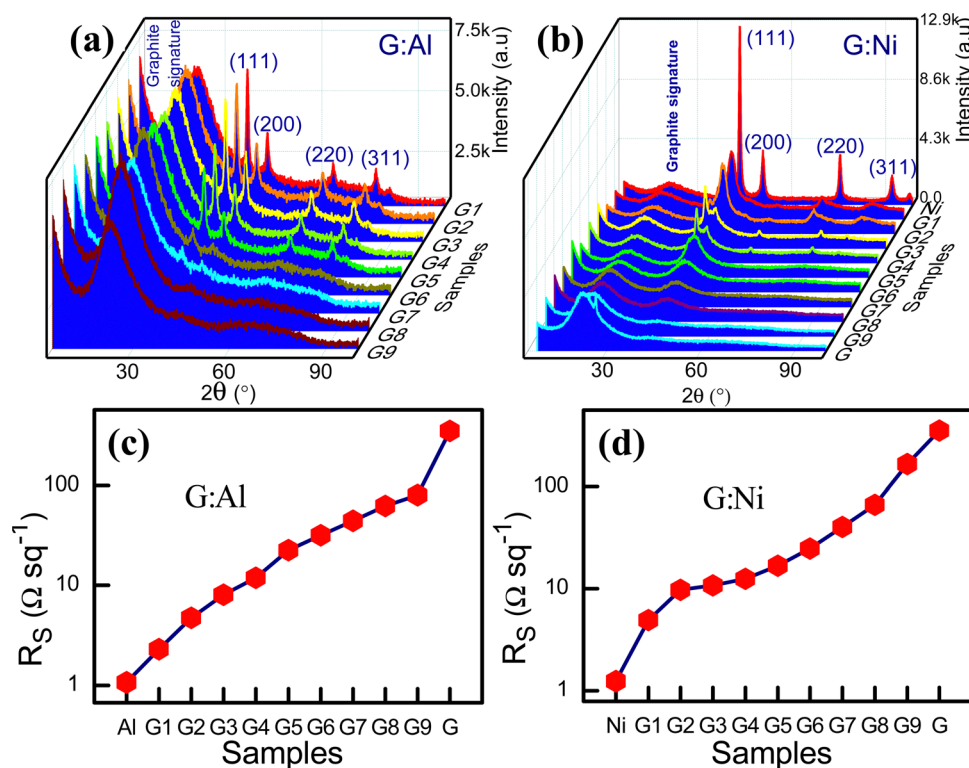 (a)
Graphite
signature
G:Al
(111)
(200)
(220)
(311)
7.5k
5.0k
2.5k
Intensity (a.u)
G1
G2
G3
G4
G5
G6
G7
G8
G9
Samples
30
60
90
2θ (°)
(b)
Graphite signature
G:Ni
(111)
(200)
(220)
(311)
12.9k
8.6k
4.3k
0.0
Intensity (a.u)
Ni
G1
G2
G3
G4
G5
G6
G7
G8
G9
G
Samples
30
60
90
2θ (°)
(c)
G:Al
100
10
1
R_S (Ω sq⁻¹)
Al G1 G2 G3 G4 G5 G6 G7 G8 G9 G
Samples
(d)
G:Ni
100
10
1
R_S (Ω sq⁻¹)
Ni G1 G2 G3 G4 G5 G6 G7 G8 G9 G
Samples